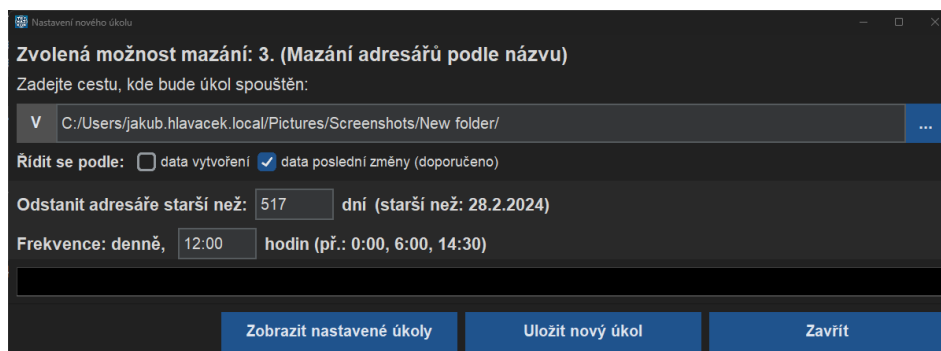 Nastavení nového úkolu
Zvolená možnost mazání: 3. (Mazání adresářů podle názvu)
Zadejte cestu, kde bude úkol spouštěn:
V C:/Users/jakub.hlavacek.local/Pictures/Screenshots/New folder/ ...
Řídit se podle: data vytvoření data poslední změny (doporučeno)
Odstanit adresáře starší než: 517 dní (starší než: 28.2.2024)
Frekvence: denně, 12:00 hodin (př.: 0:00, 6:00, 14:30)
Zobrazit nastavené úkoly Uložit nový úkol Zavřít